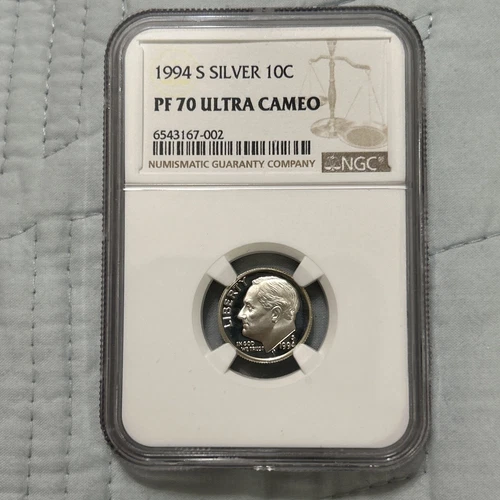 1994 S SILVER 10C
PF 70 ULTRA CAMEO
6543167-002
NUMISMATIC GUARANTY COMPANY
NGC
LIBERTY
IN GOD
WE TRUST
S